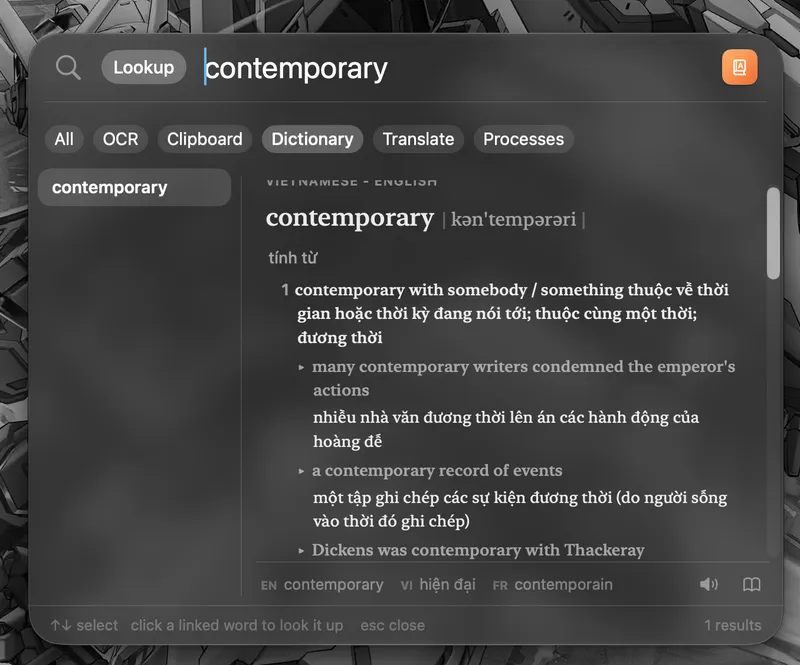 Lookup contemporary
All OCR Clipboard Dictionary Translate Processes
contemporary
VIETNAMESE - ENGLISH
contemporary | kən'tempərəri |
tính từ
1 contemporary with somebody / something thuộc về thời
gian hoặc thời kỳ đang nói tới; thuộc cùng một thời;
đương thời
▸ many contemporary writers condemned the emperor's
actions
nhiều nhà văn đương thời lên án các hành động của
hoàng đế
▸ a contemporary record of events
một tập ghi chép các sự kiện đương thời (do người sống
vào thời đó ghi chép)
▸ Dickens was contemporary with Thackeray
EN contemporary VI hiện đại FR contemporain
↑↓ select click a linked word to look it up esc close
1 results